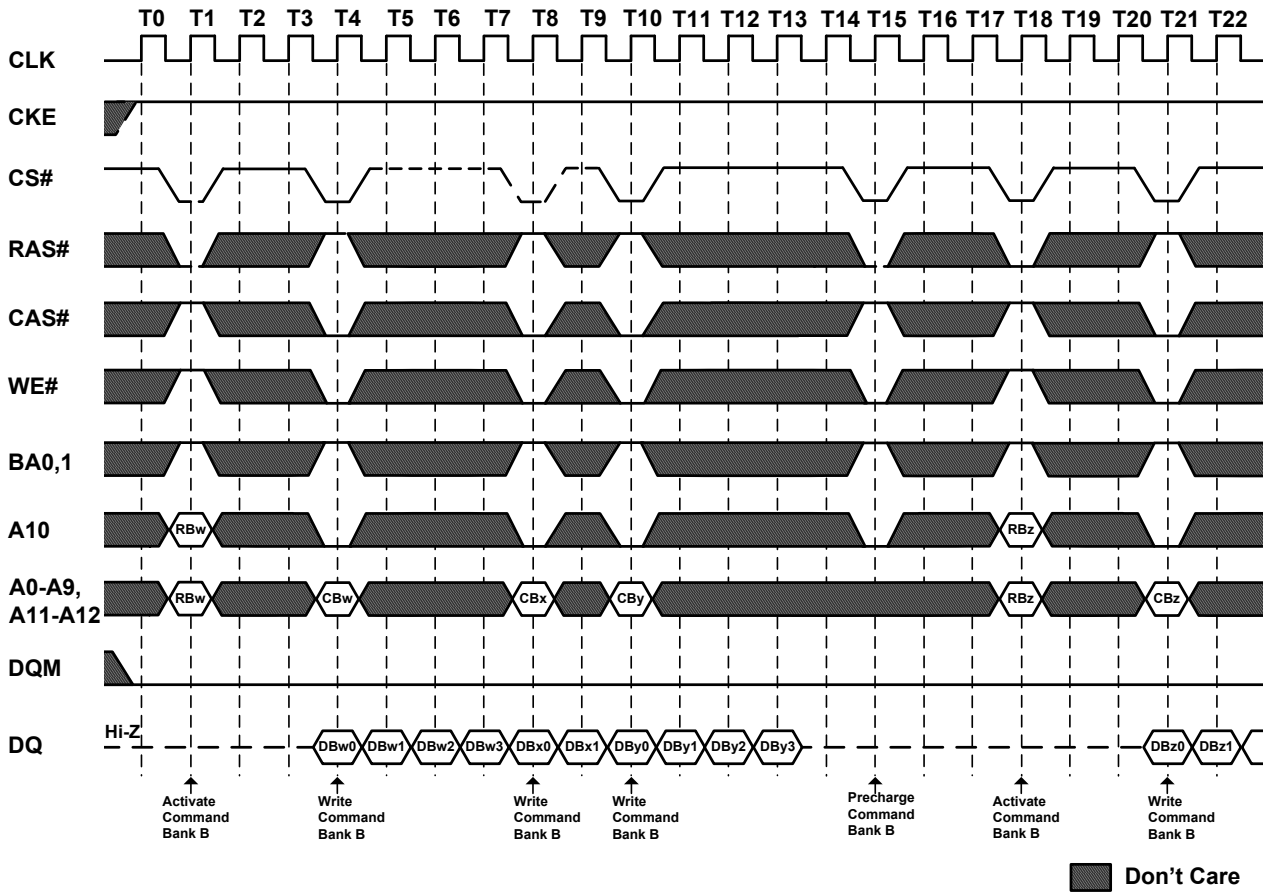 T0 T1 T2 T3 T4 T5 T6 T7 T8 T9 T10 T11 T12 T13 T14 T15 T16 T17 T18 T19 T20 T21 T22
CLK
CKE
CS#
RAS#
CAS#
WE#
BA0,1
A10
RBw
RBz
A0-A9,
A11-A12
RBw CBw CBx CBy RBz CBz
DQM
DQ
Hi-Z
DBw0 DBw1 DBw2 DBw3 DBx0 DBx1 DBy0 DBy1 DBy2 DBy3 DBz0 DBz1
Activate
Command
Bank B
Write
Command
Bank B
Write
Command
Bank B
Write
Command
Bank B
Precharge
Command
Bank B
Activate
Command
Bank B
Write
Command
Bank B
Don't Care